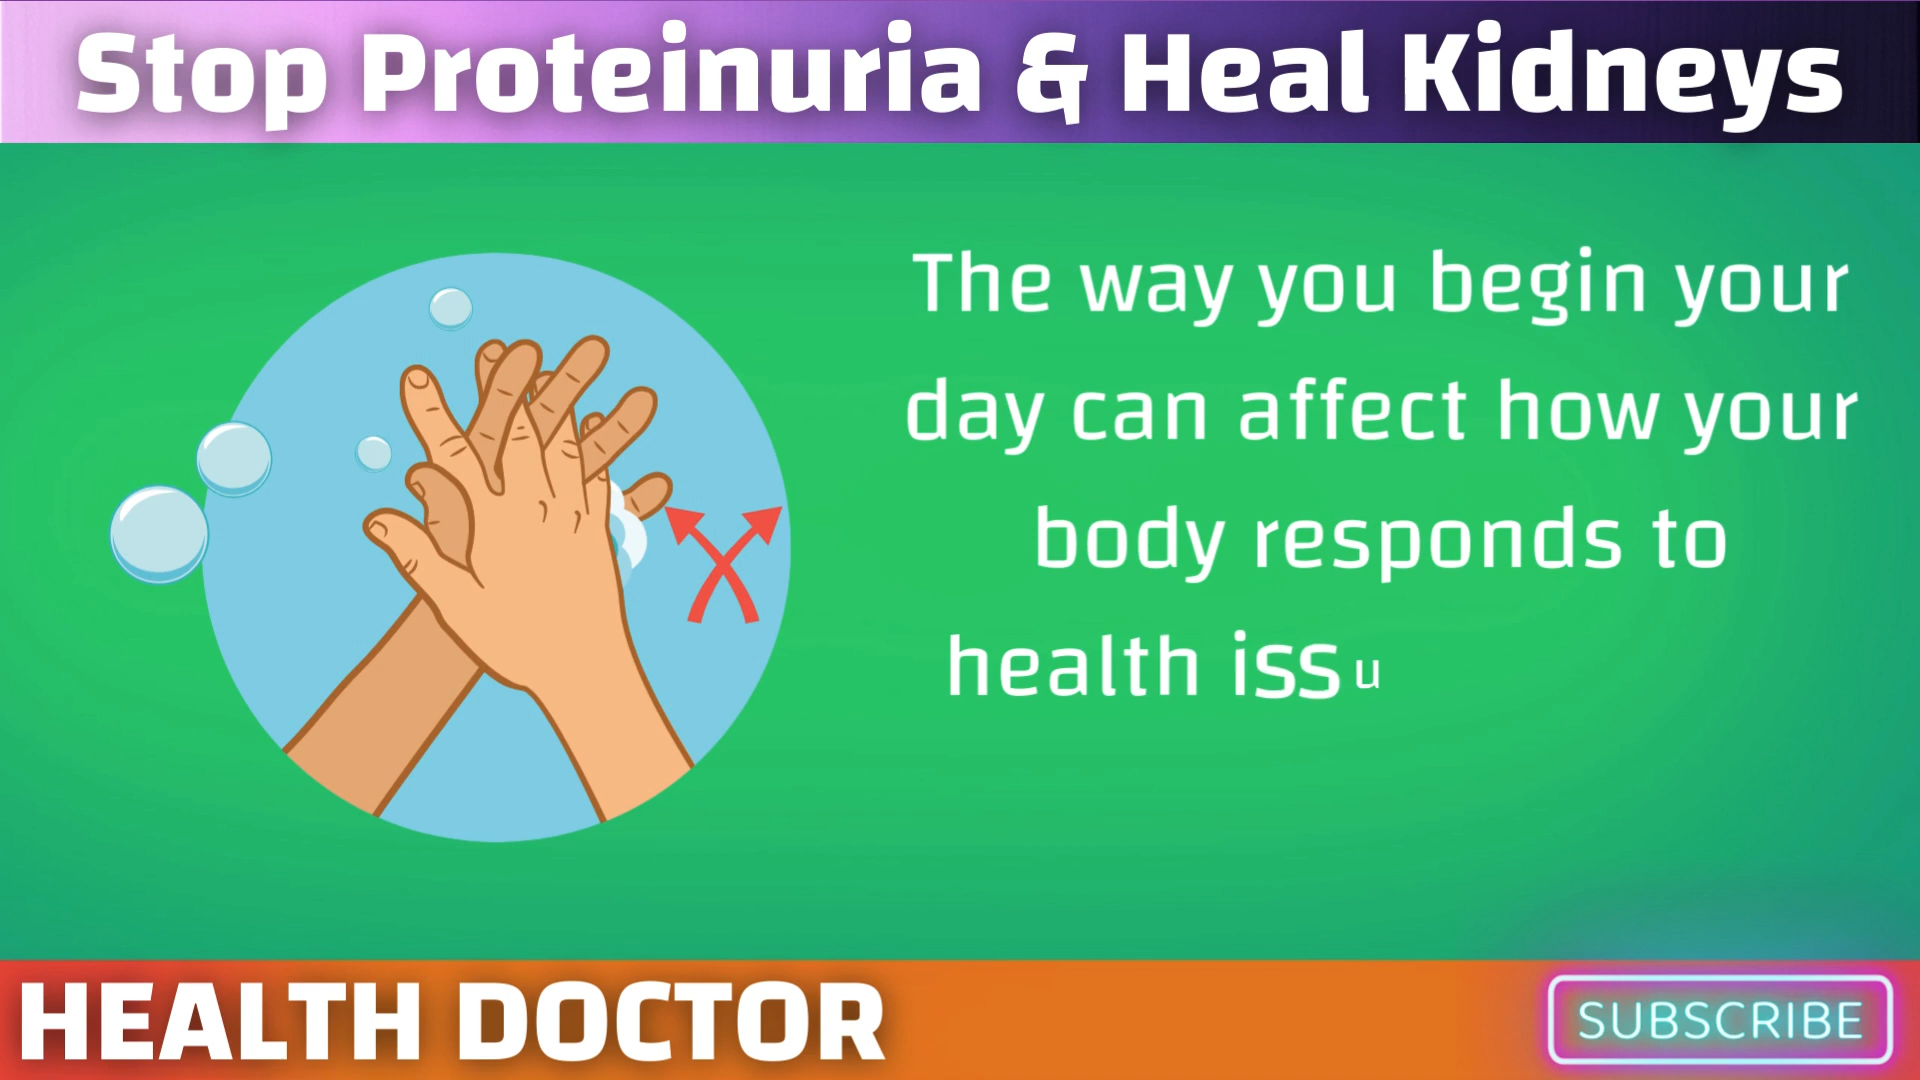 Stop Proteinuria & Heal Kidneys
The way you begin your
day can affect how your
body responds to
health issu
HEALTH DOCTOR
SUBSCRIBE